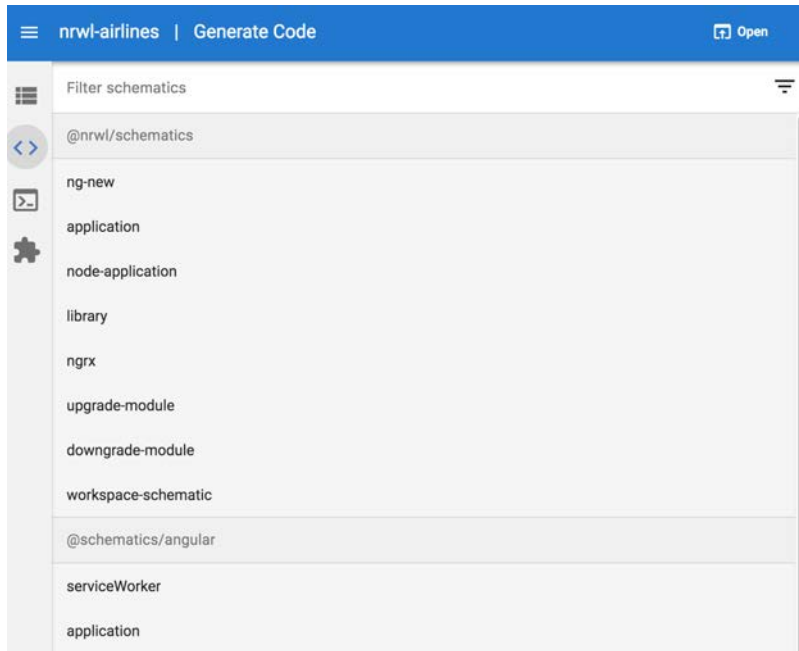 nrwl-airlines | Generate Code
Open
Filter schematics
@nrwl/schematics
ng-new
application
node-application
library
ngrx
upgrade-module
downgrade-module
workspace-schematic
@schematics/angular
serviceWorker
application